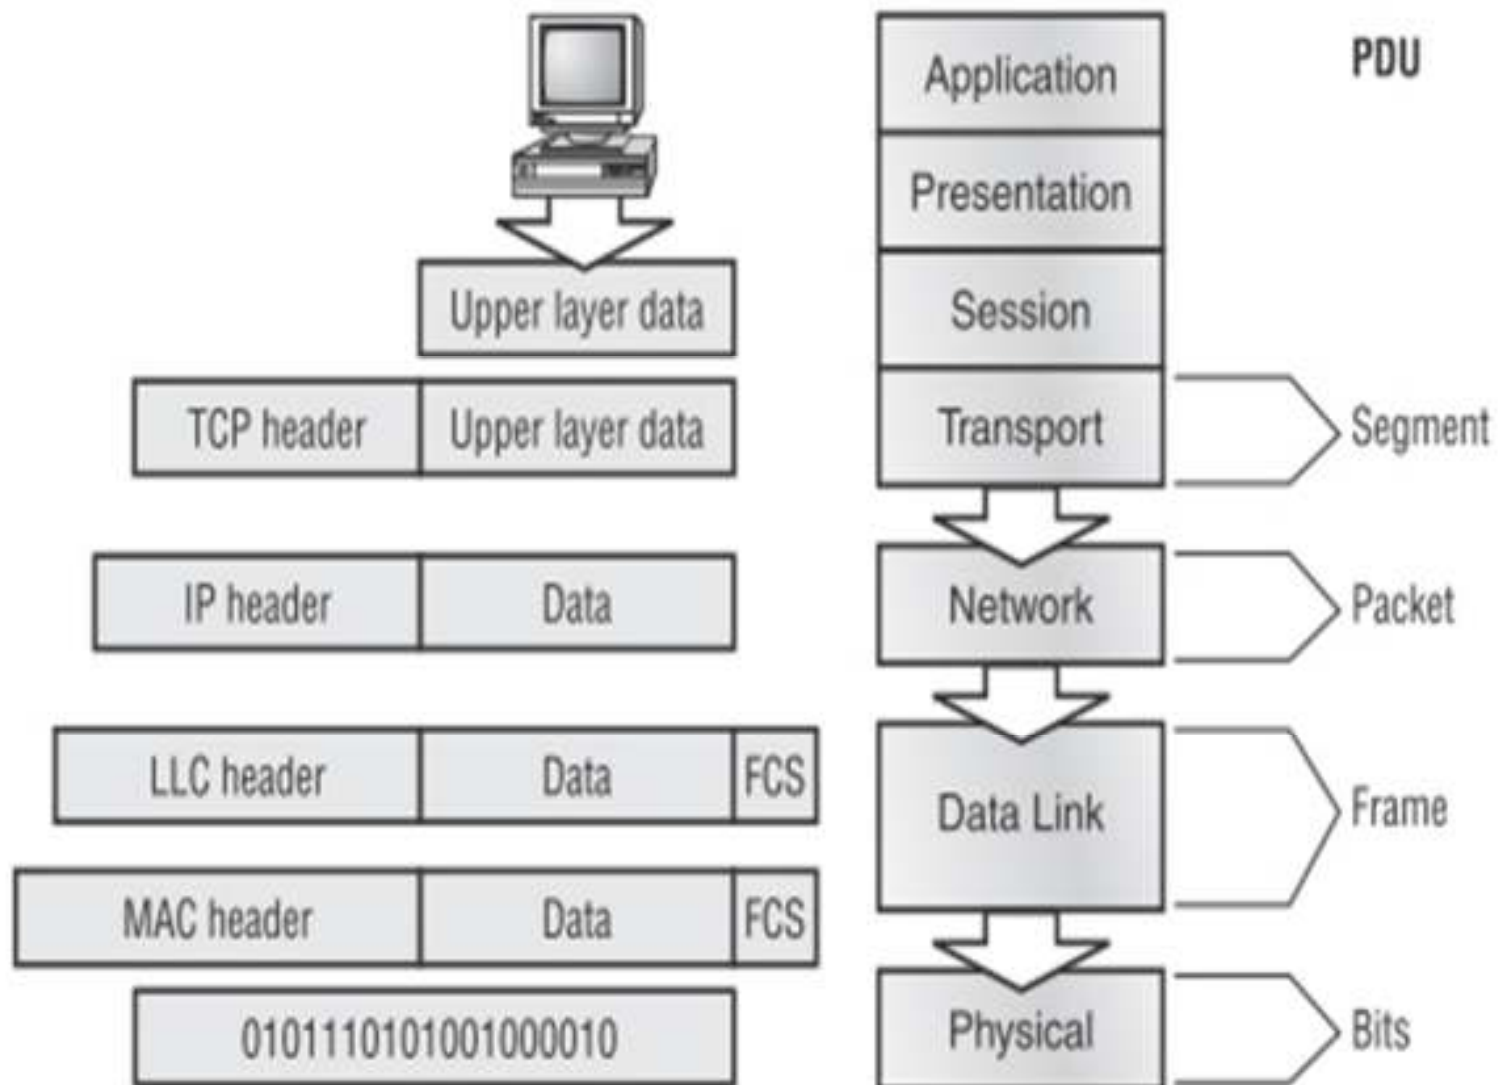 PDU
Application
Presentation
Session
Upper layer data
TCP header
Upper layer data
Transport
Segment
IP header
Data
Network
Packet
LLC header
Data
FCS
Data Link
Frame
MAC header
Data
FCS
0101110101001000010
Physical
Bits